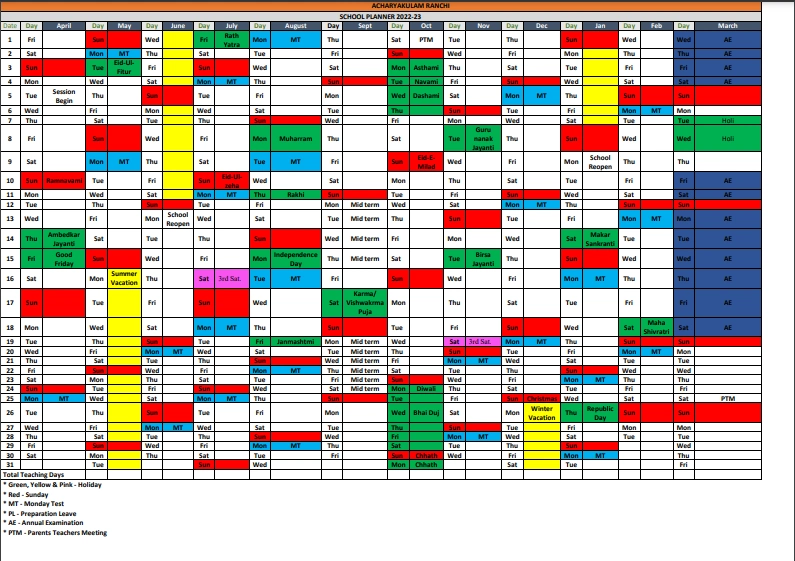 ACHARYAKULAM RANCHI
SCHOOL PLANNER 2022-23
Date Day April Day May Day June Day July Day August Day Sept Day Oct Day Nov Day Dec Day Jan Day Feb Day March
1 Fri Sun Wed Fri Rath Yatra Mon MT Thu Sat PTM Tue Thu Sun Wed Wed AE
2 Sat Mon MT Thu Sat Tue Fri Sun Wed Fri Mon Thu Thu AE
3 Sun Tue Eid-Ul-Fitur Fri Sun Wed Sat Mon Asthami Thu Sat Tue Fri Fri AE
4 Mon Wed Sat Mon MT Thu Sun Tue Navami Fri Sun Wed Sat Sat AE
5 Tue Session Begin Thu Sun Tue Fri Mon Wed Dashami Sat Mon MT Thu Sun Sun
6 Wed Fri Mon Wed Sat Tue Thu Sun Tue Fri Mon MT Mon
7 Thu Sat Tue Thu Sun Wed Fri Mon Wed Sat Tue Tue Holi
8 Fri Sun Wed Fri Mon Muharram Thu Sat Tue Guru nanak Jayanti Thu Sun Wed Wed Holi
9 Sat Mon MT Thu Sat Tue MT Fri Sun Eid-E-Milad Wed Fri Mon School Reopen Thu Thu
10 Sun Ramnavami Tue Fri Sun Eid-Ul-zoha Wed Sat Mon Thu Sat Tue Fri Fri AE
11 Mon Wed Sat Mon MT Thu Rakhi Sun Tue Fri Sun Wed Sat Sat AE
12 Tue Thu Sun Tue Fri Mon Mid term Wed Sat Mon MT Thu Sun Sun
13 Wed Fri Mon School Reopen Wed Sat Tue Mid term Thu Sun Tue Fri Mon MT Mon AE
14 Thu Ambedkar Jayanti Sat Tue Thu Sun Wed Mid term Fri Mon Wed Sat Makar Sankranti Tue Tue AE
15 Fri Good Friday Sun Wed Fri Mon Independence Day Thu Mid term Sat Tue Birsa Jayanti Thu Sun Wed Wed AE
16 Sat Mon Summer Vacation Thu Sat 3rd Sat. Tue MT Fri Sun Wed Fri Mon MT Thu Thu AE
17 Sun Tue Fri Sun Wed Sat Karma/ Vishwakrma Puja Mon Thu Sat Tue Fri Fri AE
18 Mon Wed Sat Mon MT Thu Sun Tue Fri Sun Wed Sat Maha Shivratri Sat AE
19 Tue Thu Sun Tue Fri Janmashtmi Mon Mid term Wed Sat 3rd Sat. Mon MT Thu Sun Sun
20 Wed Fri Mon MT Wed Sat Tue Mid term Thu Sun Tue Fri Mon MT Mon
21 Thu Sat Tue Thu Sun Wed Mid term Fri Mon MT Wed Sat Tue Tue
22 Fri Sun Wed Fri Mon MT Thu Mid term Sat Tue Thu Sun Wed Wed
23 Sat Mon Thu Sat Tue Fri Mid term Sun Wed Fri Mon MT Thu Thu
24 Sun Tue Fri Sun Wed Sat Mid term Mon Diwali Thu Sat Tue Fri Fri
25 Mon MT Wed Sat Mon MT Thu Sun Tue Fri Sun Christmas Wed Sat Sat PTM
26 Tue Thu Sun Tue Fri Mon Wed Bhai Duj Sat Mon Winter Vacation Thu Republic Day Sun Sun
27 Wed Fri Mon MT Wed Sat Tue Thu Sun Tue Fri Mon Mon
28 Thu Sat Tue Thu Sun Wed Fri Mon MT Wed Sat Tue Tue
29 Fri Sun Wed Fri Mon MT Thu Sat Tue Thu Sun Wed
30 Sat Mon Thu Sat Tue Fri Sun Chhath Wed Fri Mon MT Thu
31 Tue Sun Wed Mon Chhath Sat Tue Fri
Total Teaching Days
* Green, Yellow & Pink - Holiday
* Red - Sunday
* MT - Monday Test
* PL - Preparation Leave
* AE - Annual Examination
* PTM - Parents Teachers Meeting